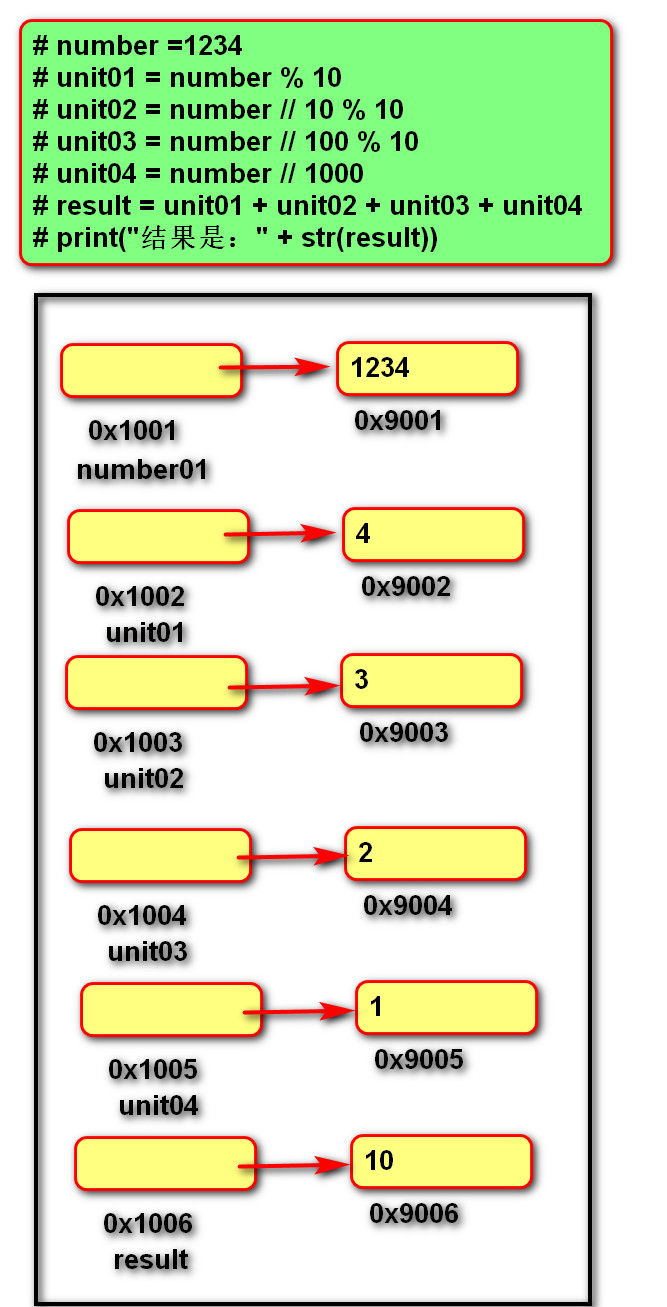 # number =1234
# unit01 = number % 10
# unit02 = number // 10 % 10
# unit03 = number // 100 % 10
# unit04 = number // 1000
# result = unit01 + unit02 + unit03 + unit04
# print("结果是：" + str(result))
1234
0x1001
0x9001
number01
4
0x1002
0x9002
unit01
3
0x1003
0x9003
unit02
2
0x1004
0x9004
unit03
1
0x1005
0x9005
unit04
10
0x1006
0x9006
result